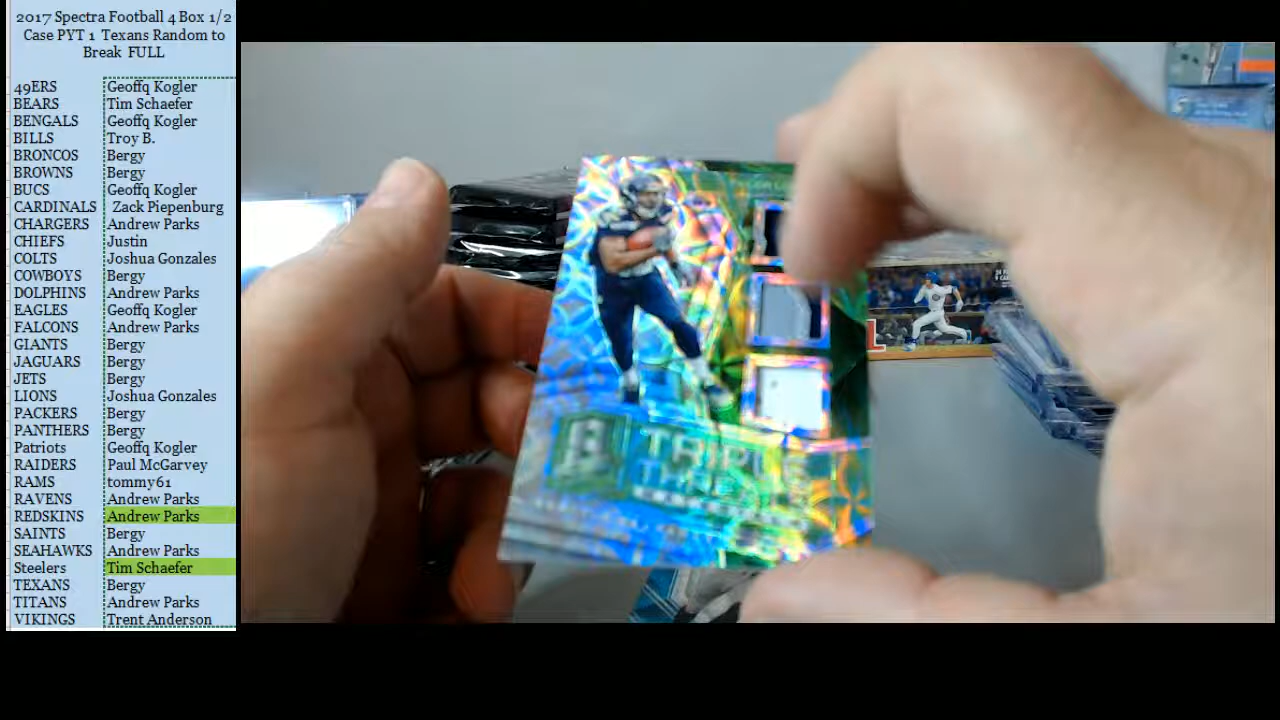 2017 Spectra Football 4 Box 1/2
Case PYT 1 Texans Random to
Break FULL
49ERS Geoffq Kogler
BEARS Tim Schaefer
BENGALS Geoffq Kogler
BILLS Troy B.
BRONCOS Bergy
BROWNS Bergy
BUCS Geoffq Kogler
CARDINALS Zack Piepenburg
CHARGERS Andrew Parks
CHIEFS Justin
COLTS Joshua Gonzales
COWBOYS Bergy
DOLPHINS Andrew Parks
EAGLES Geoffq Kogler
FALCONS Andrew Parks
GIANTS Bergy
JAGUARS Bergy
JETS Bergy
LIONS Joshua Gonzales
PACKERS Bergy
PANTHERS Bergy
Patriots Geoffq Kogler
RAIDERS Paul McGarvey
RAMS tommy61
RAVENS Andrew Parks
REDSKINS Andrew Parks
SAINTS Bergy
SEAHAWKS Andrew Parks
Steelers Tim Schaefer
TEXANS Bergy
TITANS Andrew Parks
VIKINGS Trent Anderson
TRIPLE
THREAT